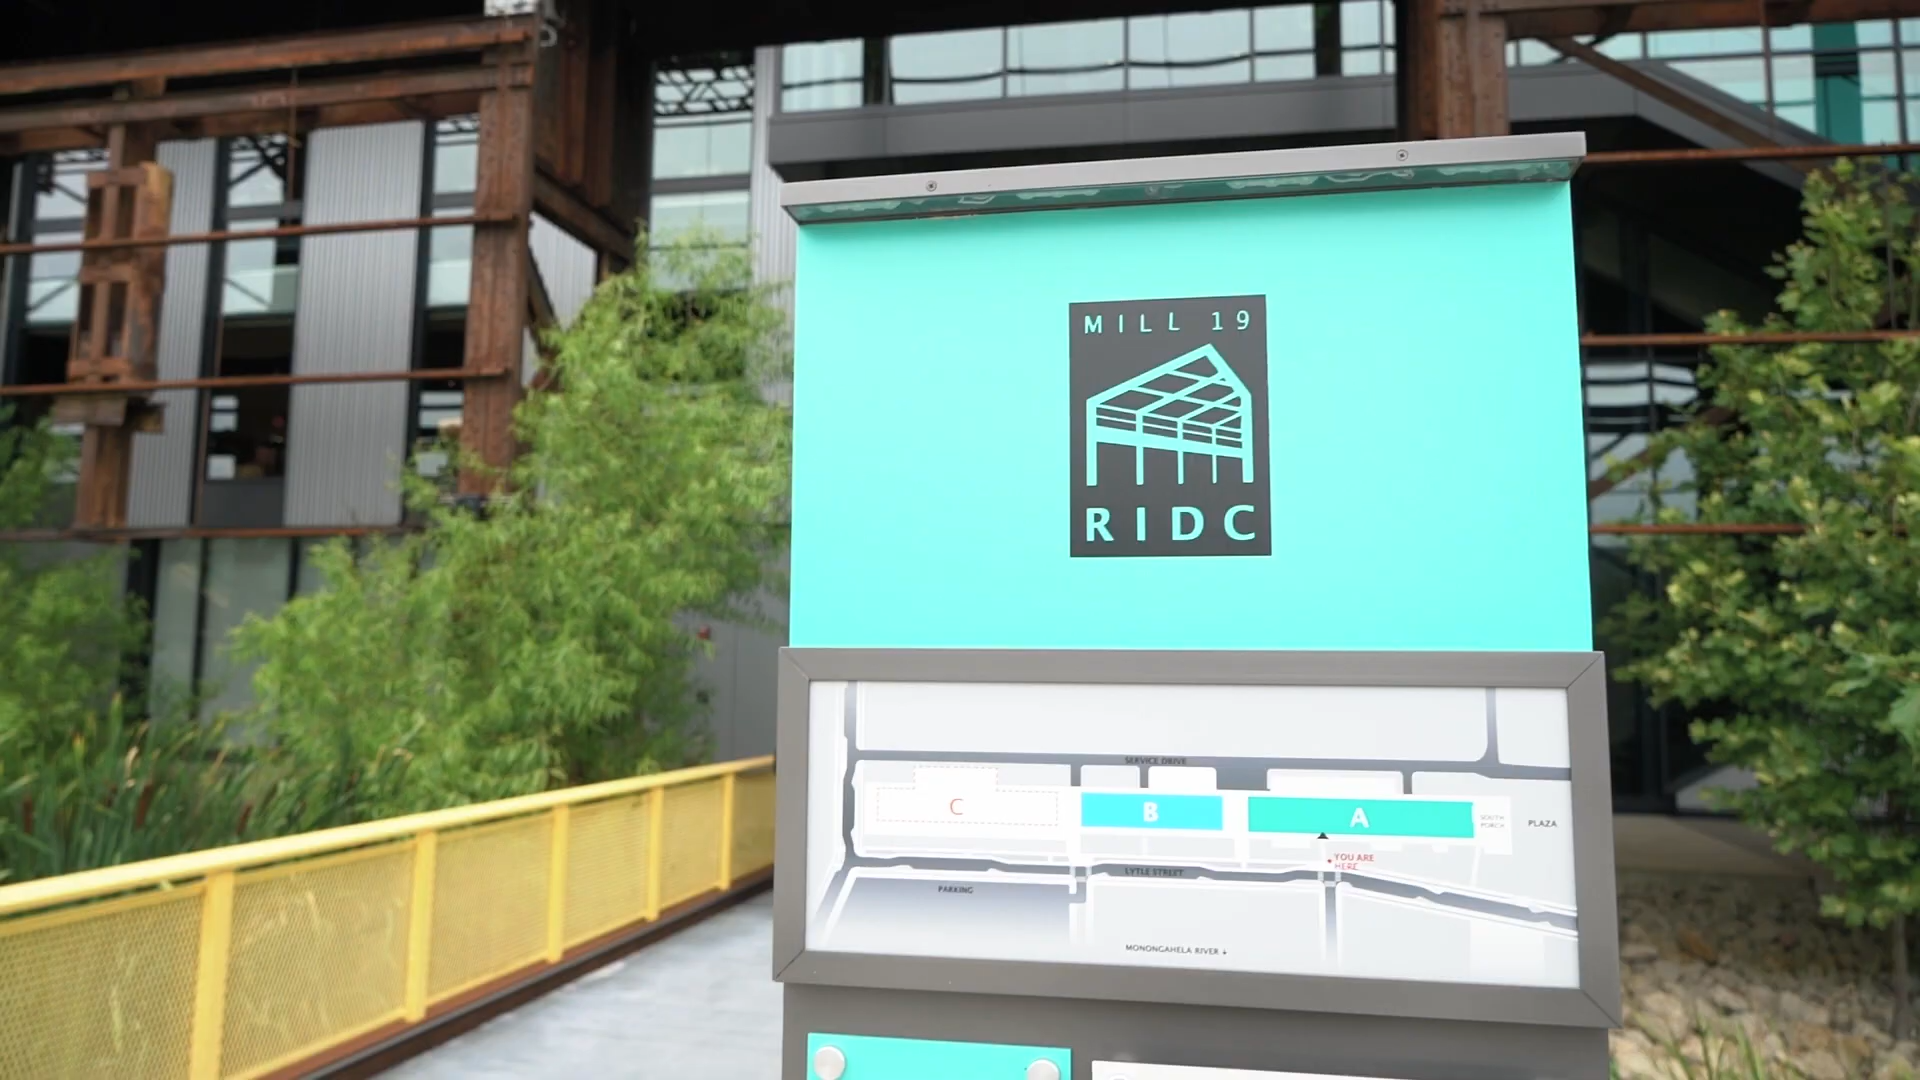 MILL 19
RIDC
SERVICE DRIVE
C
B
A
SOUTH
PORCH
PLAZA
YOU ARE
HERE
LYTLE STREET
PARKING
MONONGAHELA RIVER ↓